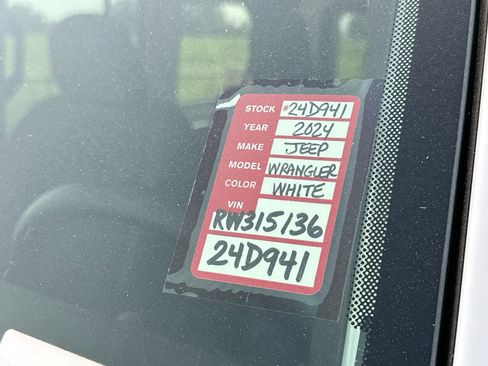 STOCK #24D941
YEAR 2024
MAKE JEEP
MODEL WRANGLER
COLOR WHITE
VIN
RW315136
24D941